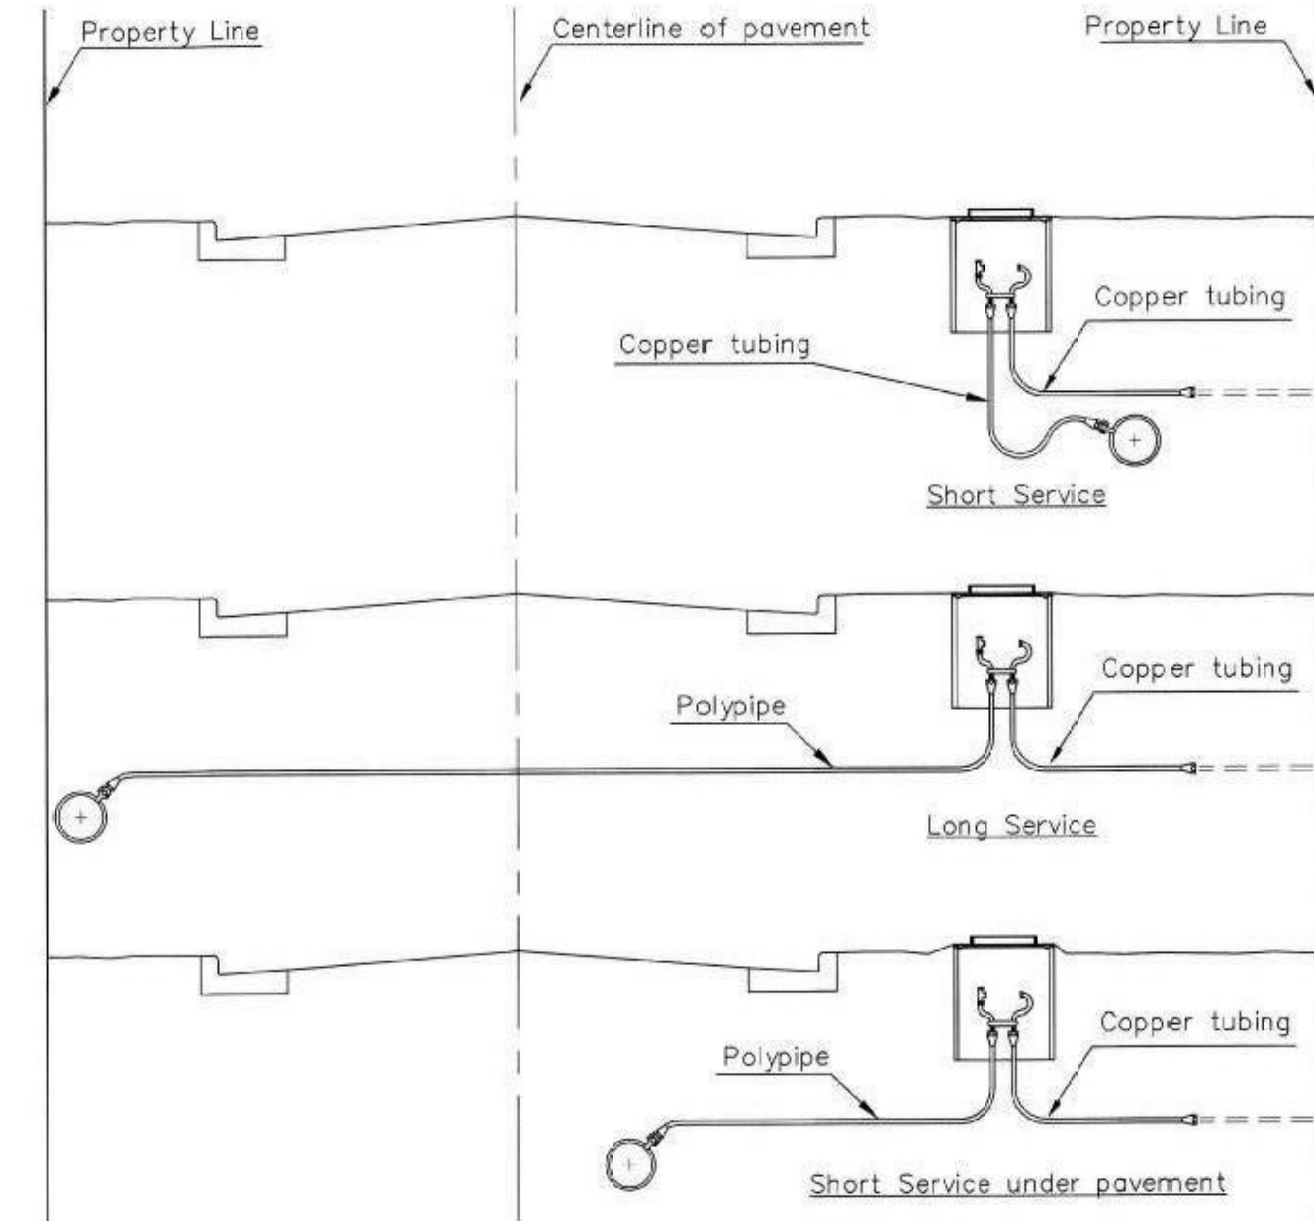 Property Line
Centerline of pavement
Property Line
Copper tubing
Copper tubing
Short Service
Copper tubing
Polypipe
Long Service
Copper tubing
Polypipe
Short Service under pavement